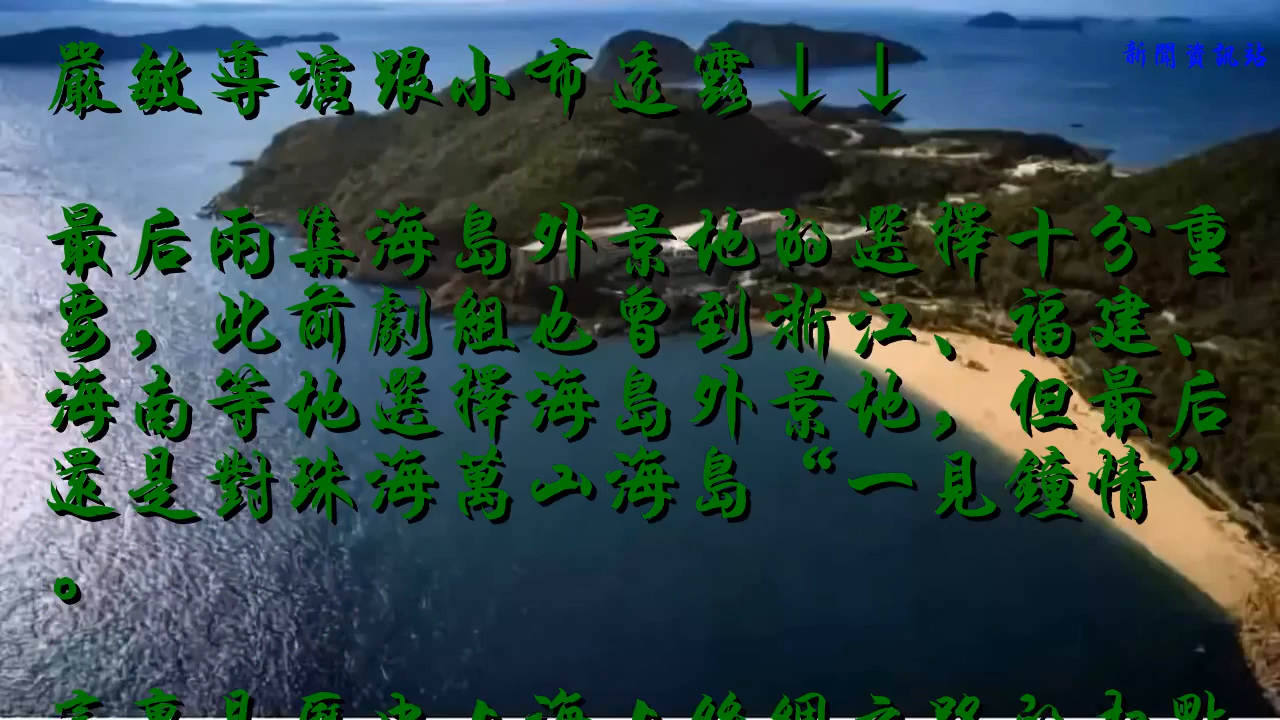 嚴敏導演跟小布透露↓↓
新聞資訊站
最后兩集海島外景地的選擇十分重
要，此前劇組也曾到浙江、福建、
海南等地選擇海島外景地，但最后
還是對珠海萬山海島“一見鐘情”
。